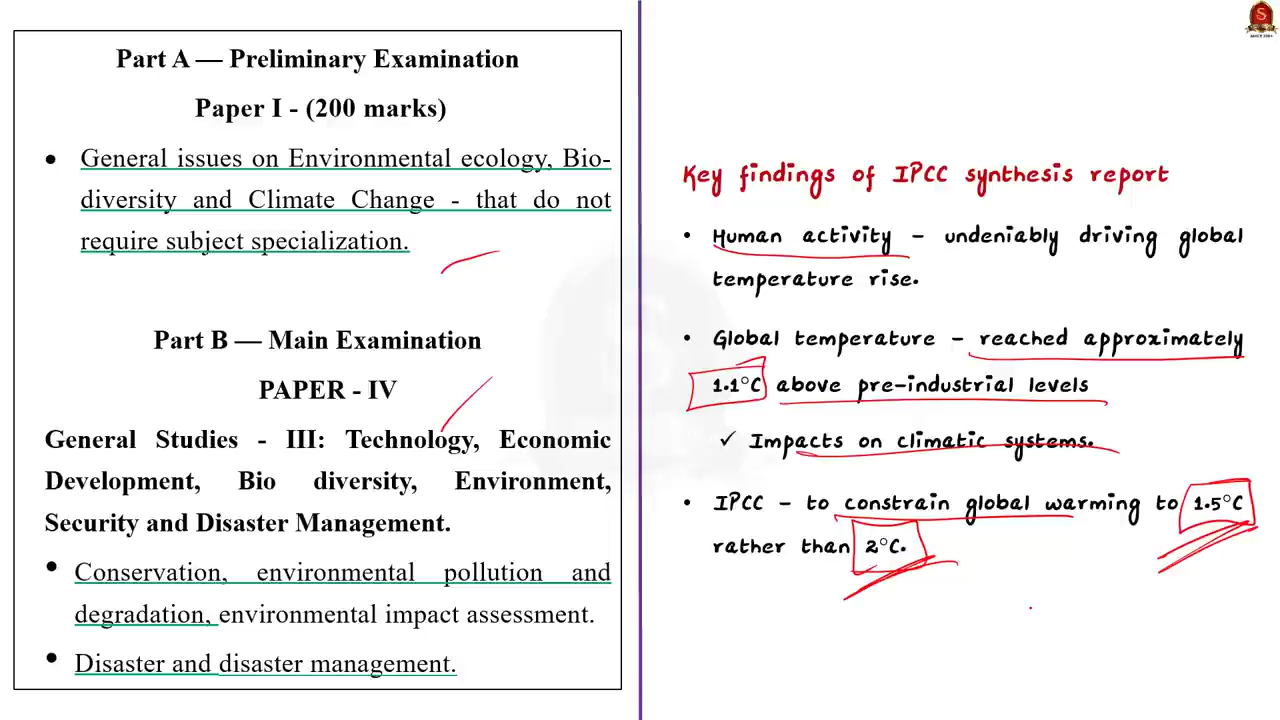 Part A — Preliminary Examination
Paper I - (200 marks)
• General issues on Environmental ecology, Bio-
diversity and Climate Change - that do not
require subject specialization.
Part B — Main Examination
PAPER - IV
General Studies - III: Technology, Economic
Development, Bio diversity, Environment,
Security and Disaster Management.
• Conservation, environmental pollution and
degradation, environmental impact assessment.
• Disaster and disaster management.
Key findings of IPCC synthesis report
• Human activity – undeniably driving global
temperature rise.
• Global temperature – reached approximately
1.1°C above pre-industrial levels
✓ Impacts on climatic systems.
• IPCC – to constrain global warming to 1.5°C
rather than 2°C.